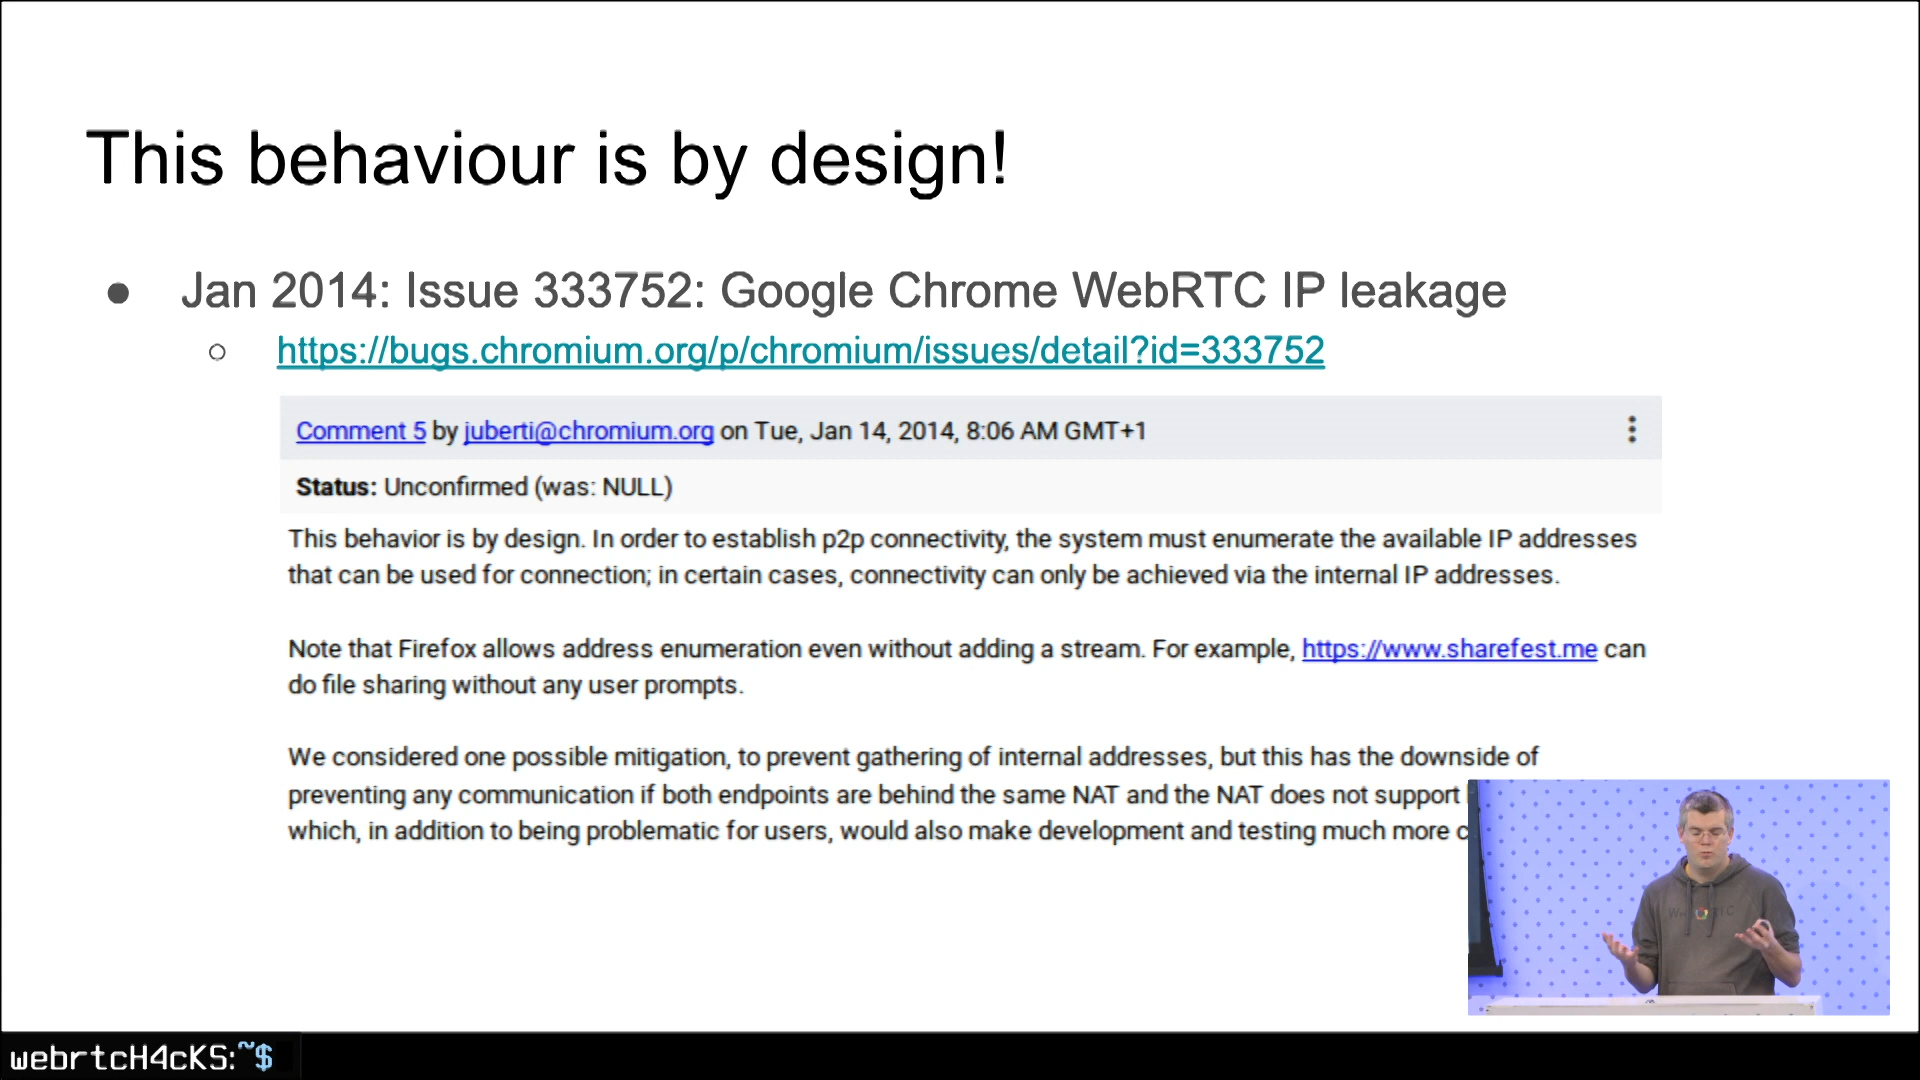 This behaviour is by design!
● Jan 2014: Issue 333752: Google Chrome WebRTC IP leakage
○ https://bugs.chromium.org/p/chromium/issues/detail?id=333752
Comment 5 by juberti@chromium.org on Tue, Jan 14, 2014, 8:06 AM GMT+1
Status: Unconfirmed (was: NULL)
This behavior is by design. In order to establish p2p connectivity, the system must enumerate the available IP addresses
that can be used for connection; in certain cases, connectivity can only be achieved via the internal IP addresses.
Note that Firefox allows address enumeration even without adding a stream. For example, https://www.sharefest.me can
do file sharing without any user prompts.
We considered one possible mitigation, to prevent gathering of internal addresses, but this has the downside of
preventing any communication if both endpoints are behind the same NAT and the NAT does not support
which, in addition to being problematic for users, would also make development and testing much more
webrtcH4cKS:~$